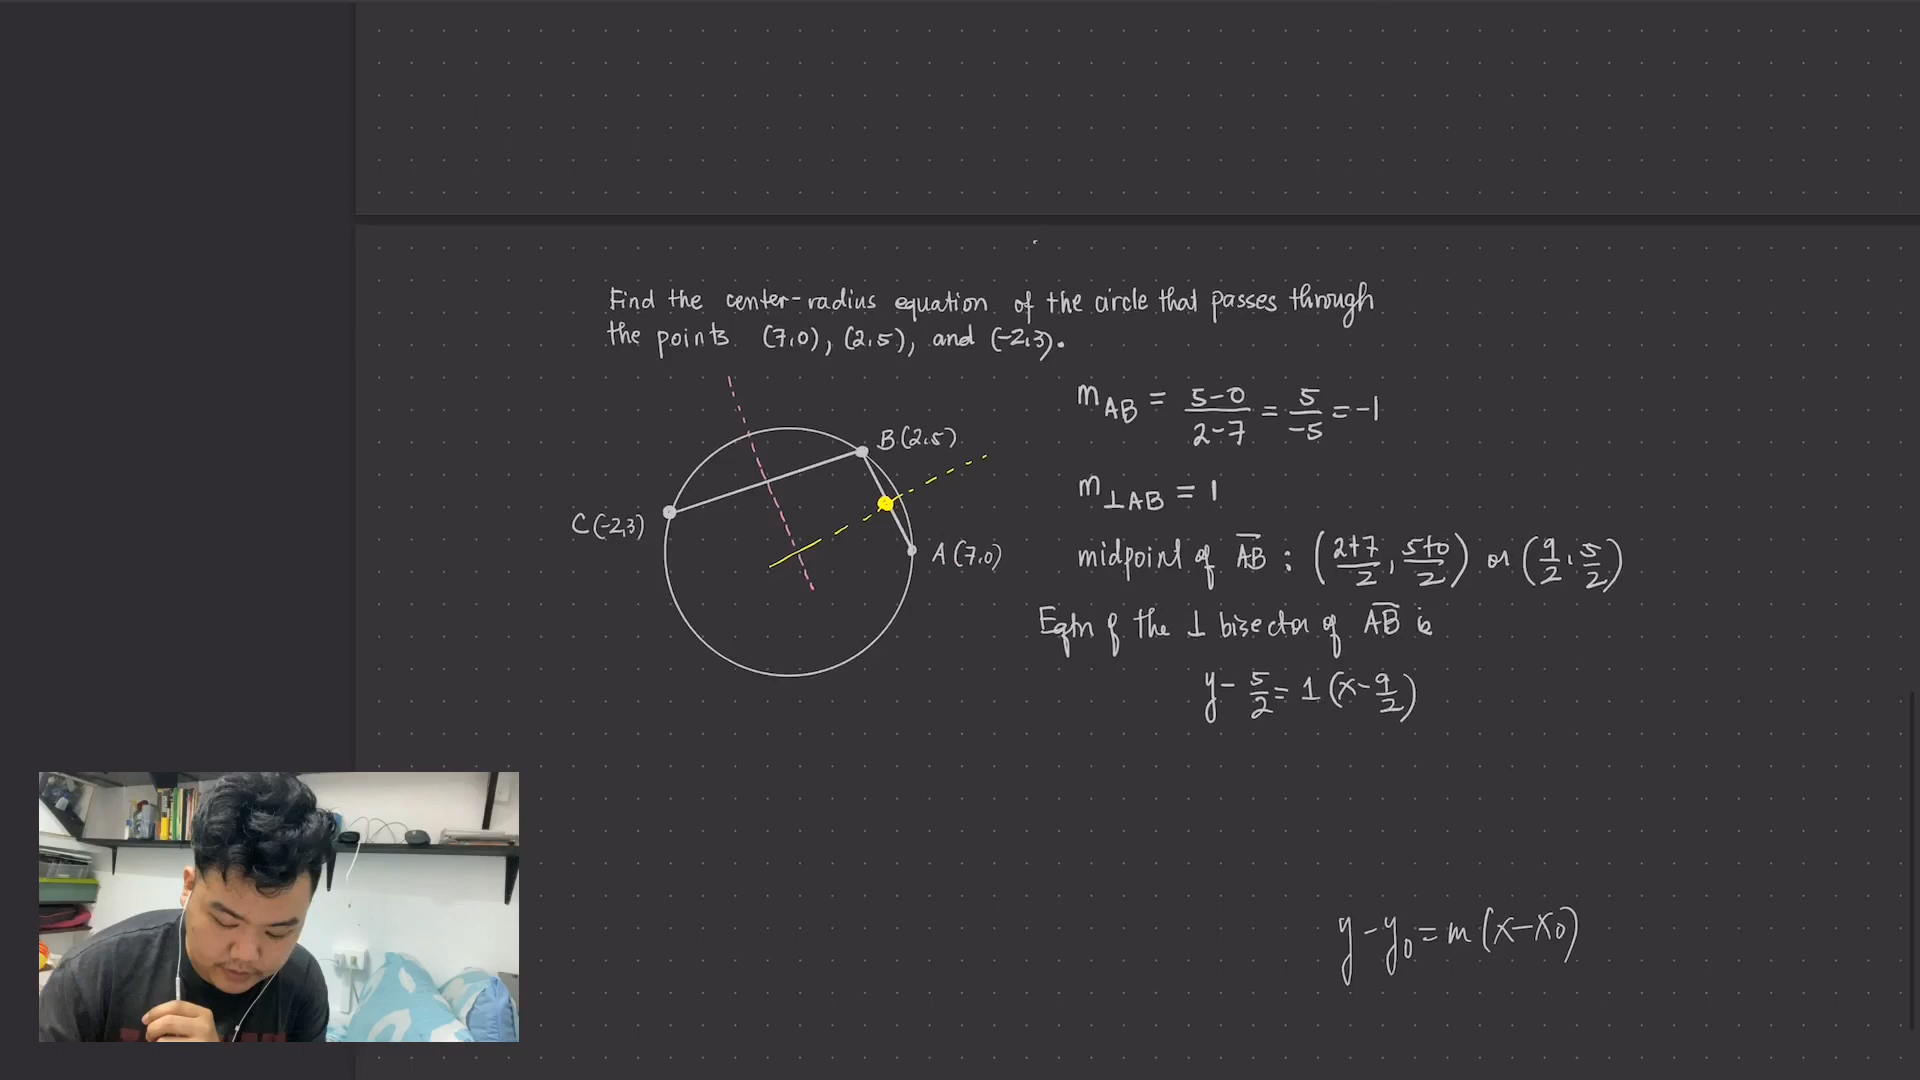 Find the center-radius equation of the circle that passes through
the points (7,0), (2,5), and (-2,3).
m_AB = (5-0)/(2-7) = 5/-5 = -1
B(2,5)
m_⊥AB = 1
C(-2,3)
A(7,0)
midpoint of A̅B̅ : ((2+7)/2, (5+0)/2) or (9/2, 5/2)
Eqtn of the ⊥ bisector of A̅B̅ is
y - 5/2 = 1(x - 9/2)
y - y₀ = m(x - x₀)